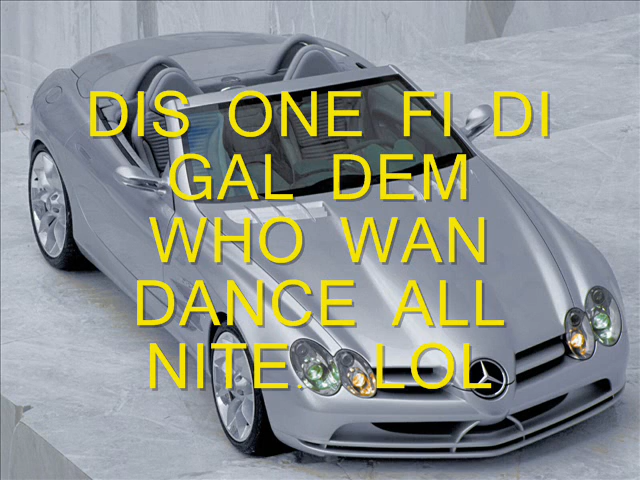 DIS ONE FI DI
GAL DEM
WHO WAN
DANCE ALL
NITE. LOL